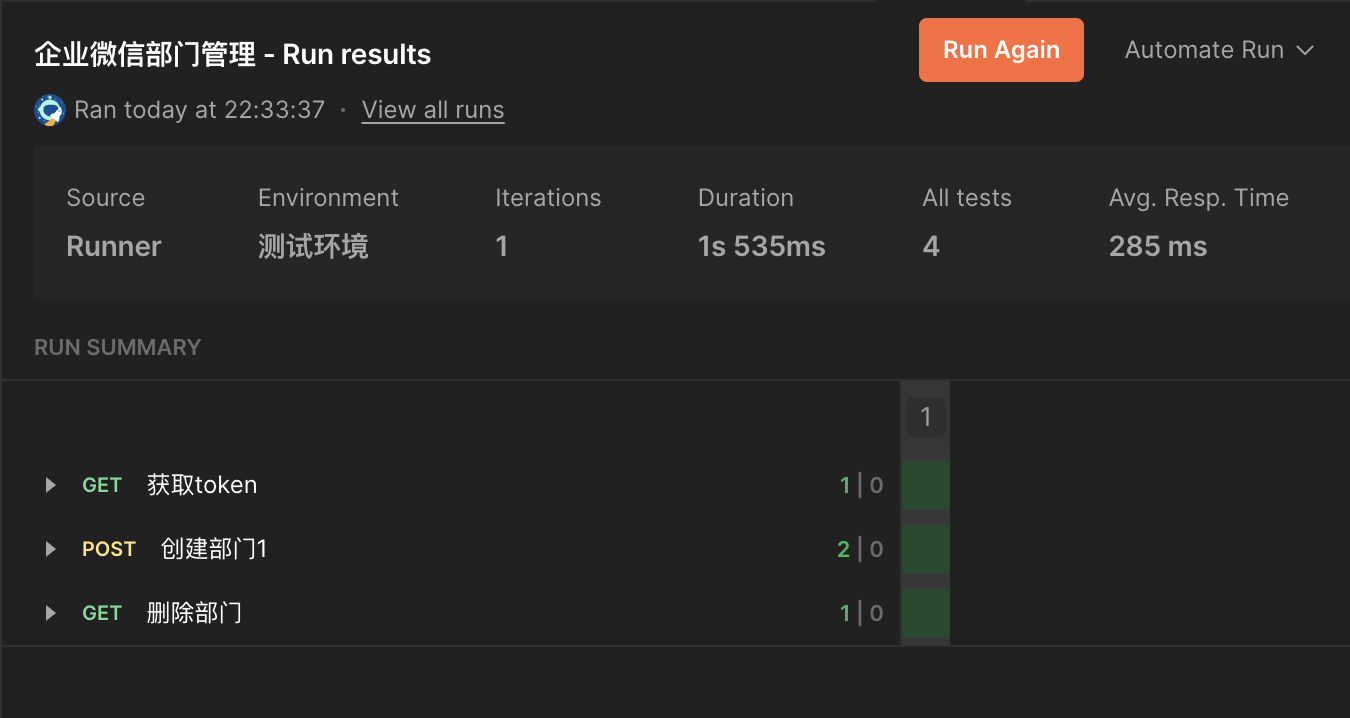 企业微信部门管理 - Run results
Run Again
Automate Run
Ran today at 22:33:37 · View all runs
Source Environment Iterations Duration All tests Avg. Resp. Time
Runner 测试环境 1 1s 535ms 4 285 ms
RUN SUMMARY
1
GET 获取token 1 | 0
POST 创建部门1 2 | 0
GET 删除部门 1 | 0